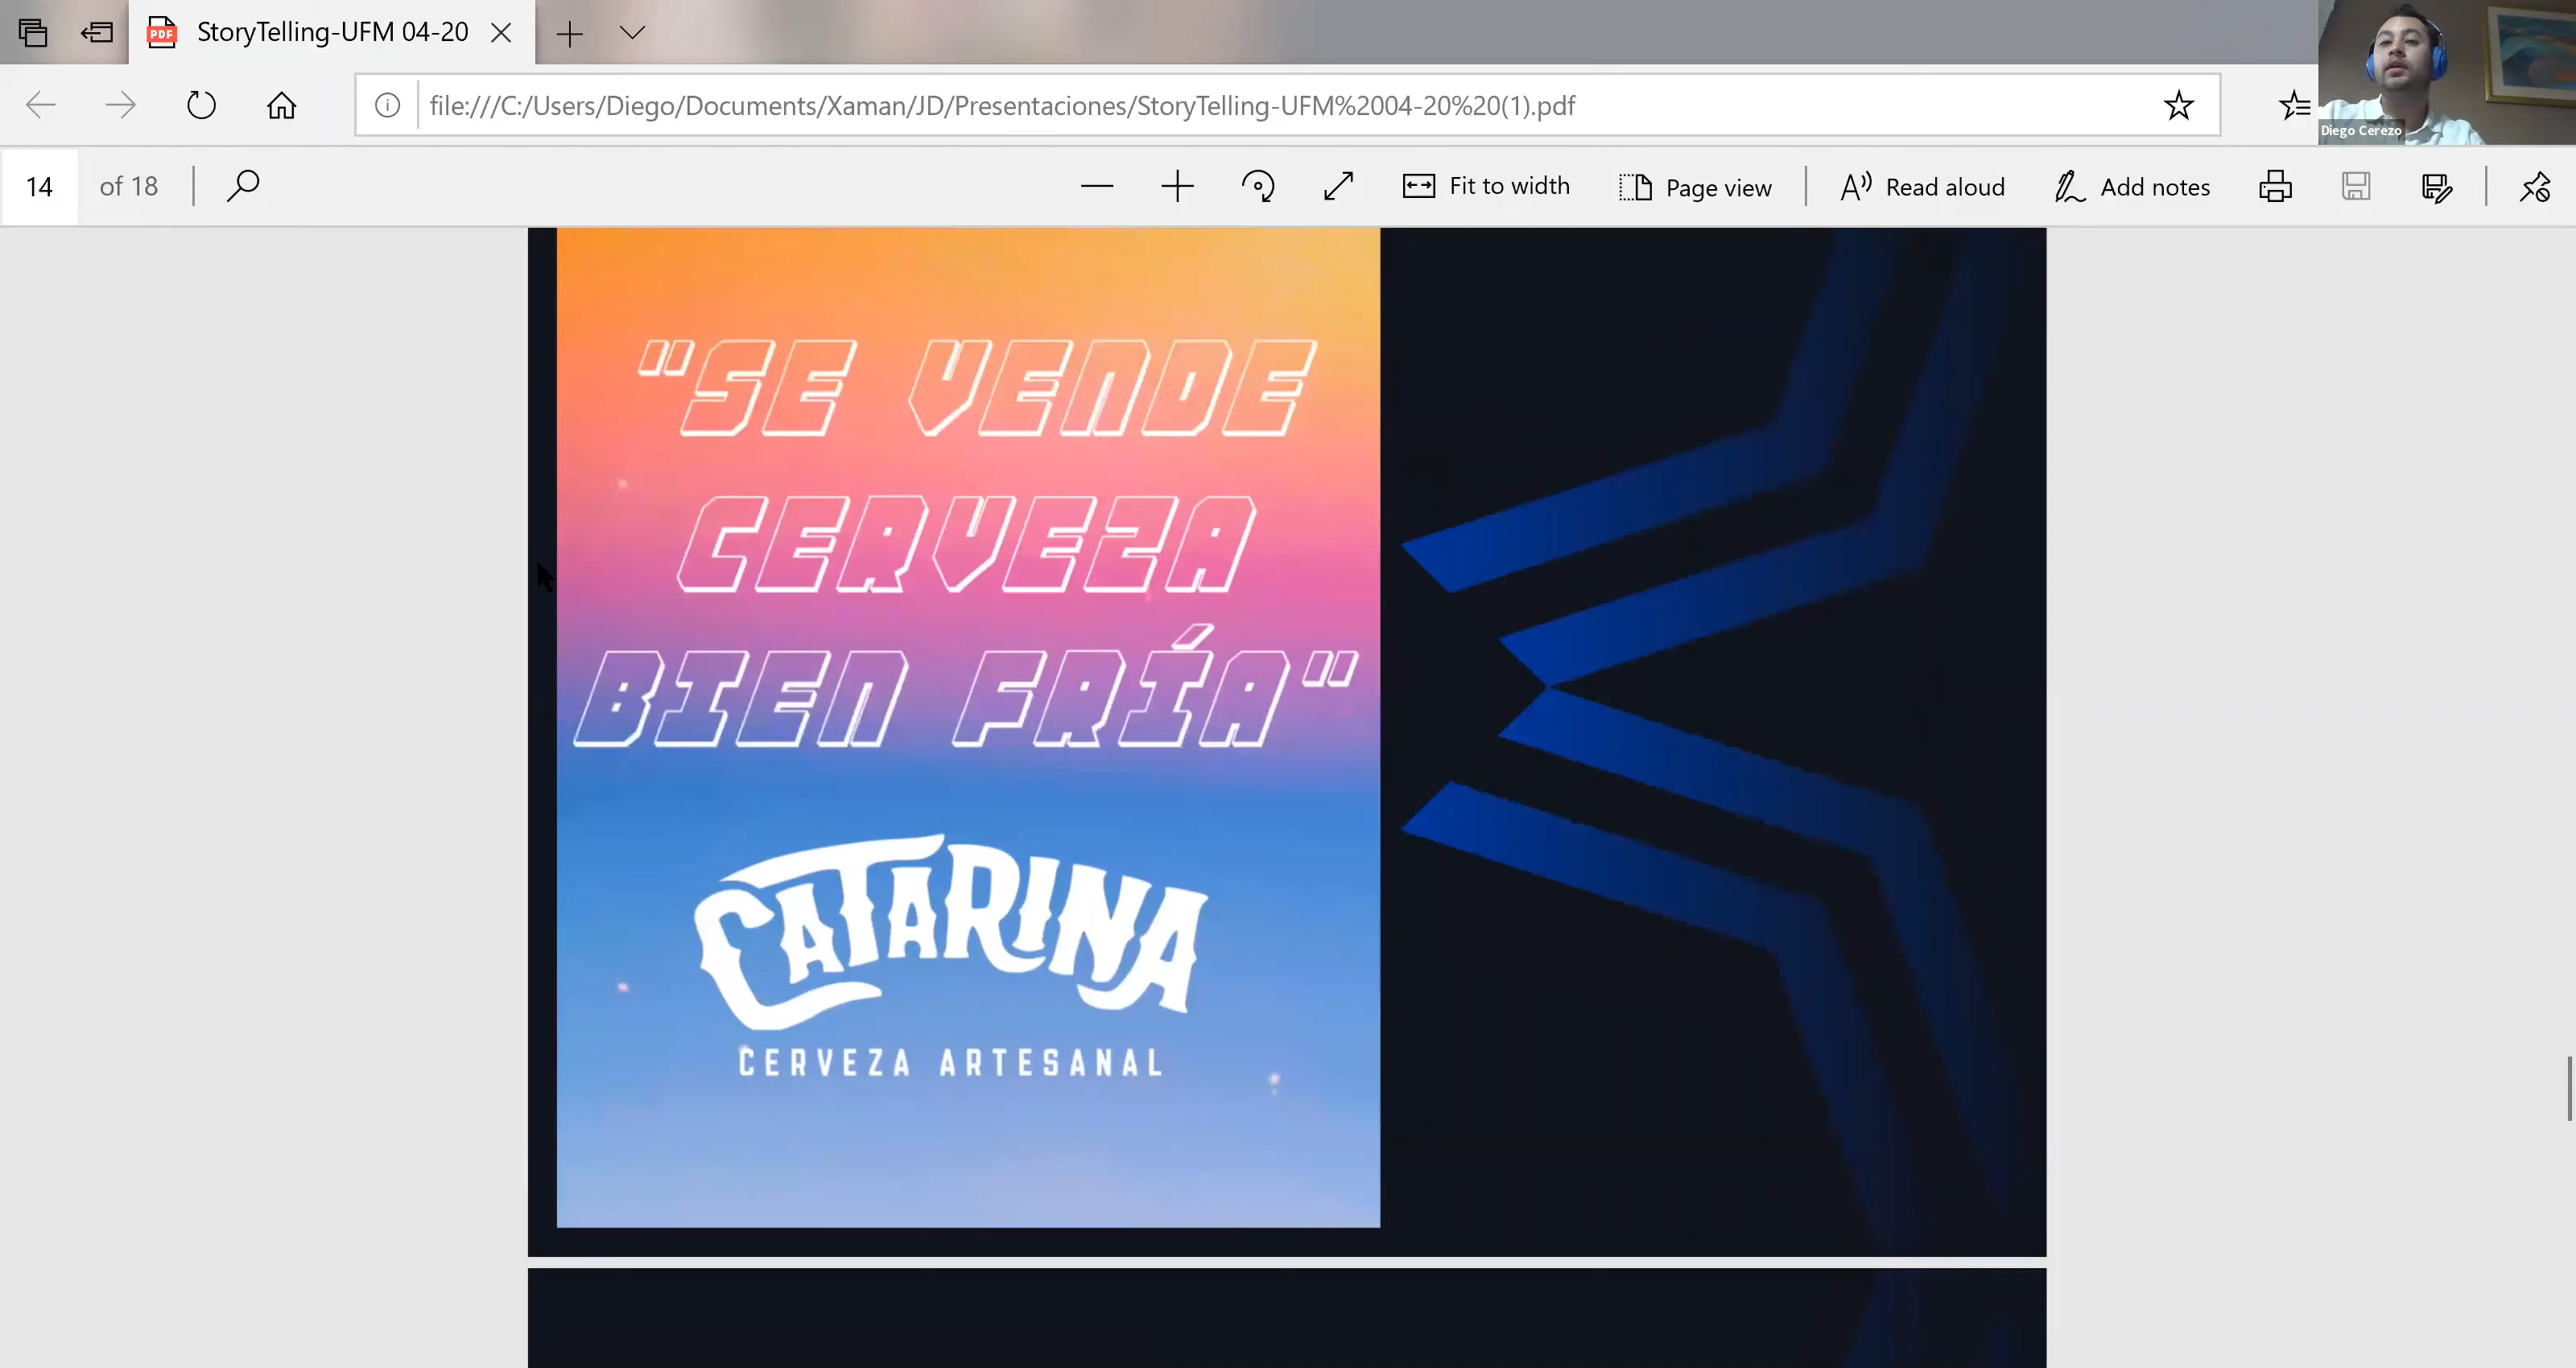 StoryTelling-UFM 04-20
file:///C:/Users/Diego/Documents/Xaman/JD/Presentaciones/StoryTelling-UFM%2004-20%20(1).pdf
Diego Cerezo
14 of 18
Fit to width
Page view
Read aloud
Add notes
"SE VENDE
CERVEZA
BIEN FRÍA"
CATARINA
CERVEZA ARTESANAL